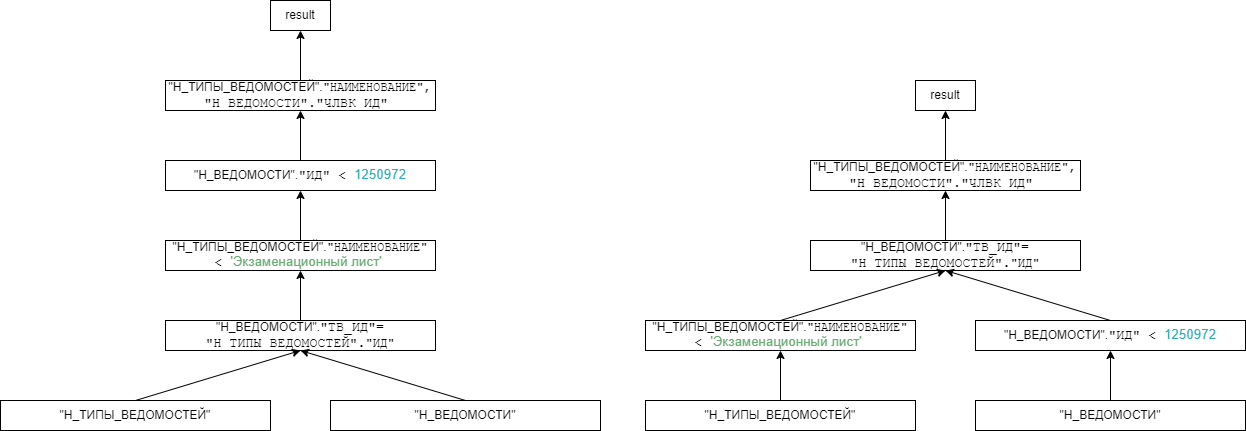 result
"Н_ТИПЫ_ВЕДОМОСТЕЙ"."НАИМЕНОВАНИЕ",
"Н_ВЕДОМОСТИ"."ЧЛВК_ИД"
"Н_ВЕДОМОСТИ"."ИД" < 1250972
"Н_ТИПЫ_ВЕДОМОСТЕЙ"."НАИМЕНОВАНИЕ"
< 'Экзаменационный лист'
"Н_ВЕДОМОСТИ"."ТВ_ИД"=
"Н_ТИПЫ_ВЕДОМОСТЕЙ"."ИД"
"Н_ТИПЫ_ВЕДОМОСТЕЙ"
"Н_ВЕДОМОСТИ"
result
"Н_ТИПЫ_ВЕДОМОСТЕЙ"."НАИМЕНОВАНИЕ",
"Н_ВЕДОМОСТИ"."ЧЛВК_ИД"
"Н_ВЕДОМОСТИ"."ТВ_ИД"=
"Н_ТИПЫ_ВЕДОМОСТЕЙ"."ИД"
"Н_ТИПЫ_ВЕДОМОСТЕЙ"."НАИМЕНОВАНИЕ"
< 'Экзаменационный лист'
"Н_ВЕДОМОСТИ"."ИД" < 1250972
"Н_ТИПЫ_ВЕДОМОСТЕЙ"
"Н_ВЕДОМОСТИ"